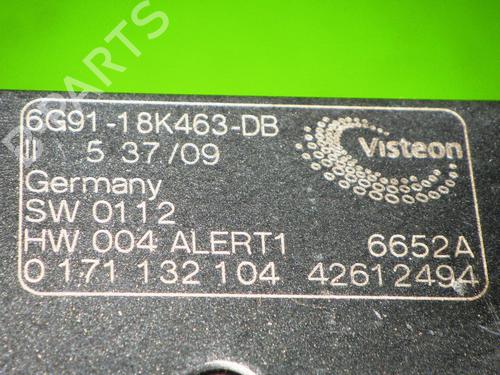 6G91-18K463-DB
II 5 37/09
Visteon
Germany
SW 0112
HW 004 ALERT1 6652A
0 171 132 104 42612494